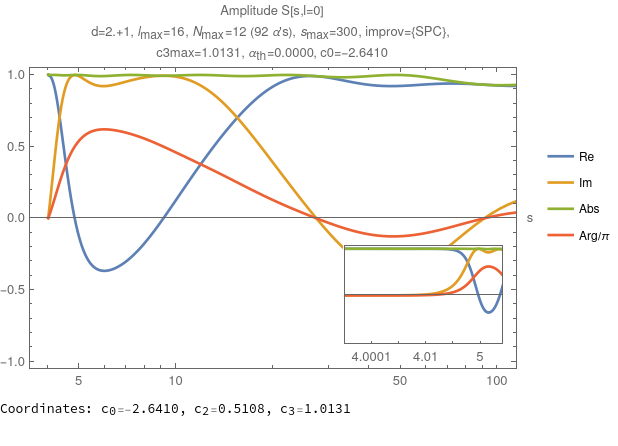 Amplitude S[s,l=0]
d=2.+1, lmax=16, Nmax=12 (92 α's), smax=300, improv={SPC},
c3max=1.0131, αth=0.0000, c0=-2.6410
1.0
0.5
0.0
-0.5
-1.0
5
10
50
100
s
4.0001
4.01
5
Re
Im
Abs
Arg/π
Coordinates: c0=-2.6410, c2=0.5108, c3=1.0131